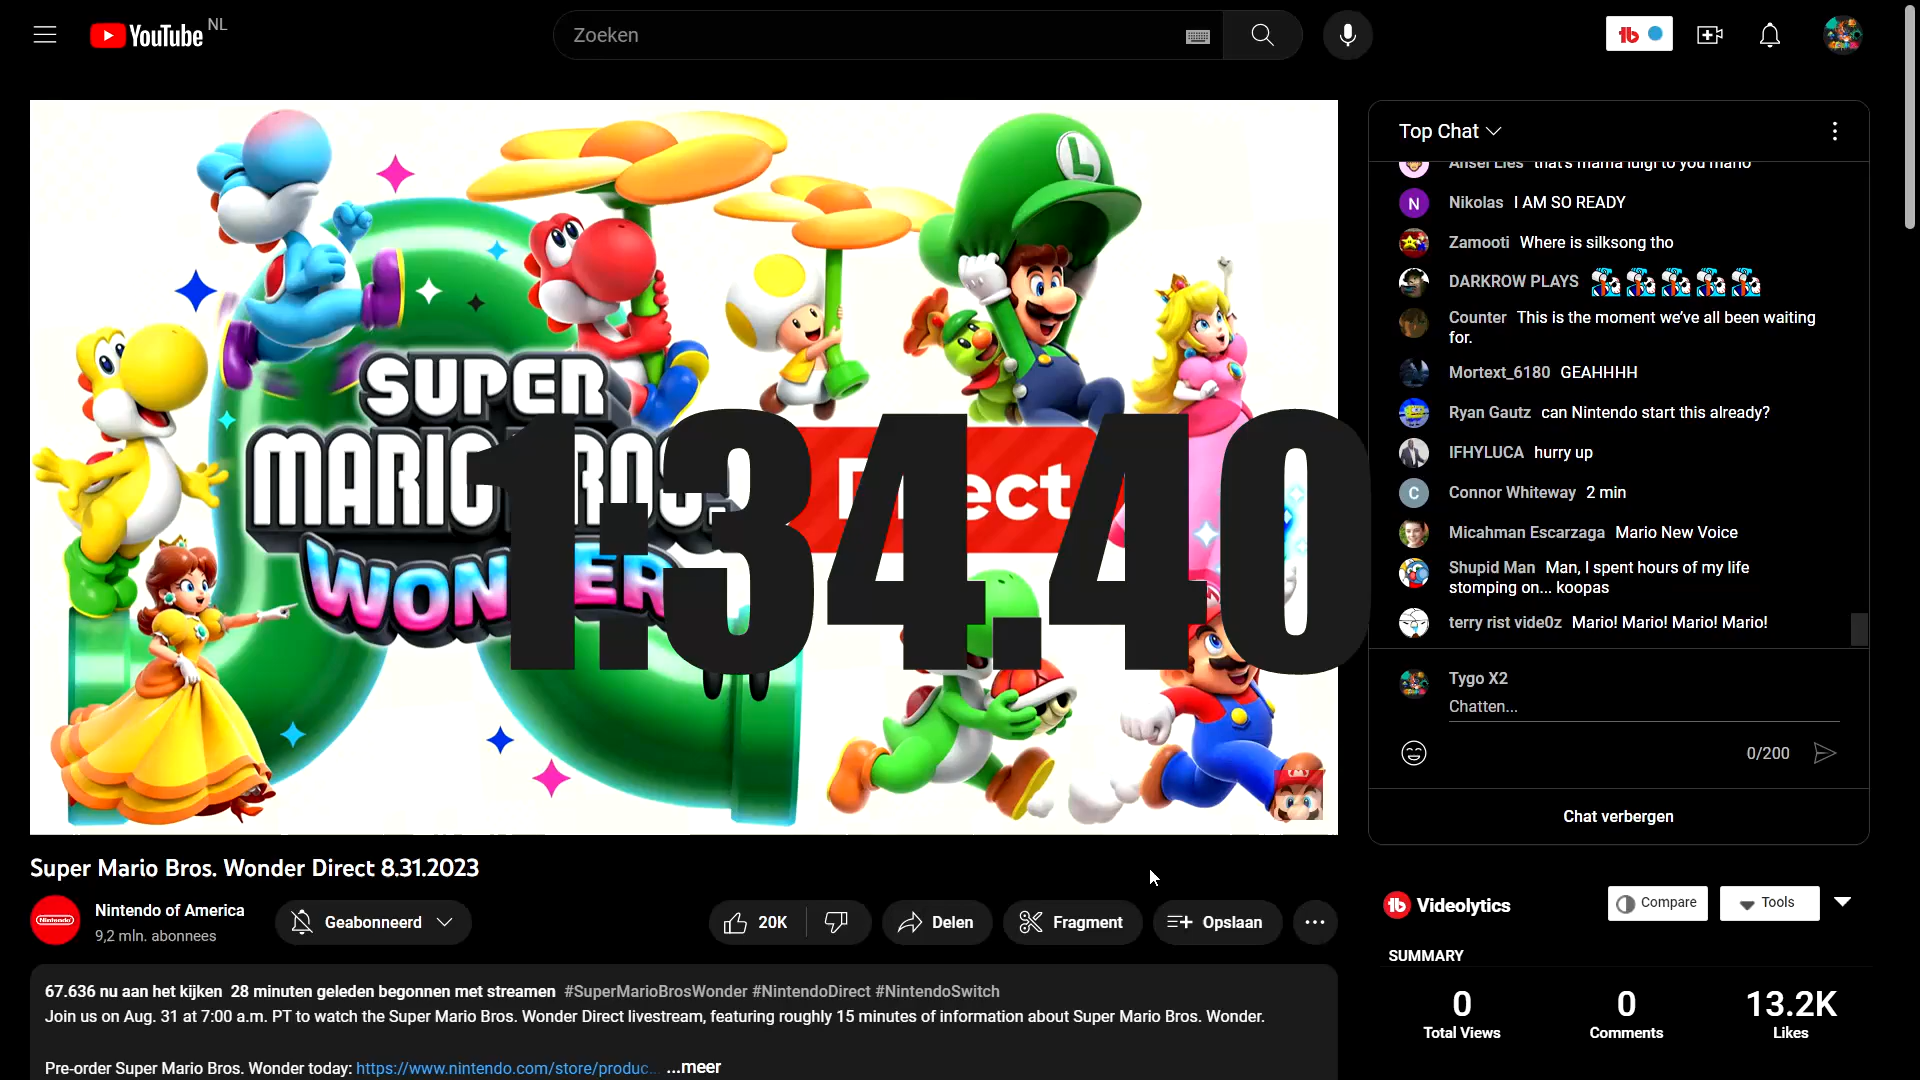 YouTube NL
Zoeken
Top Chat
Ansel Lies that's mama luigi to you mario
N
Nikolas I AM SO READY
Zamooti Where is silksong tho
DARKROW PLAYS
Counter This is the moment we've all been waiting
for.
Mortext_6180 GEAHHHH
Ryan Gautz can Nintendo start this already?
IFHYLUCA hurry up
C
Connor Whiteway 2 min
Micahman Escarzaga Mario New Voice
Shupid Man Man, I spent hours of my life
stomping on... koopas
terry rist vide0z Mario! Mario! Mario! Mario!
Tygo X2
Chatten...
0/200
Chat verbergen
L
SUPER
MARIO BROS.
WONDER
Direct
1:34.40
Super Mario Bros. Wonder Direct 8.31.2023
Nintendo
Nintendo of America
9,2 mln. abonnees
Geabonneerd
20K
Delen
Fragment
Opslaan
67.636 nu aan het kijken 28 minuten geleden begonnen met streamen #SuperMarioBrosWonder #NintendoDirect #NintendoSwitch
Join us on Aug. 31 at 7:00 a.m. PT to watch the Super Mario Bros. Wonder Direct livestream, featuring roughly 15 minutes of information about Super Mario Bros. Wonder.
Pre-order Super Mario Bros. Wonder today: https://www.nintendo.com/store/produc... ...meer
Videolytics
Compare
Tools
SUMMARY
0
Total Views
0
Comments
13.2K
Likes